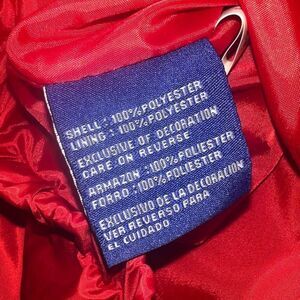 SHELL : 100%POLYESTER
LINING : 100%POLYESTER
EXCLUSIVE OF DECORATION
CARE ON REVERSE
ARMAZON :100%POLIESTER
FORRO :100%POLIESTER
EXCLUSIVO DE LA DECORACION
VER REVERSO PARA
EL CUIDADO